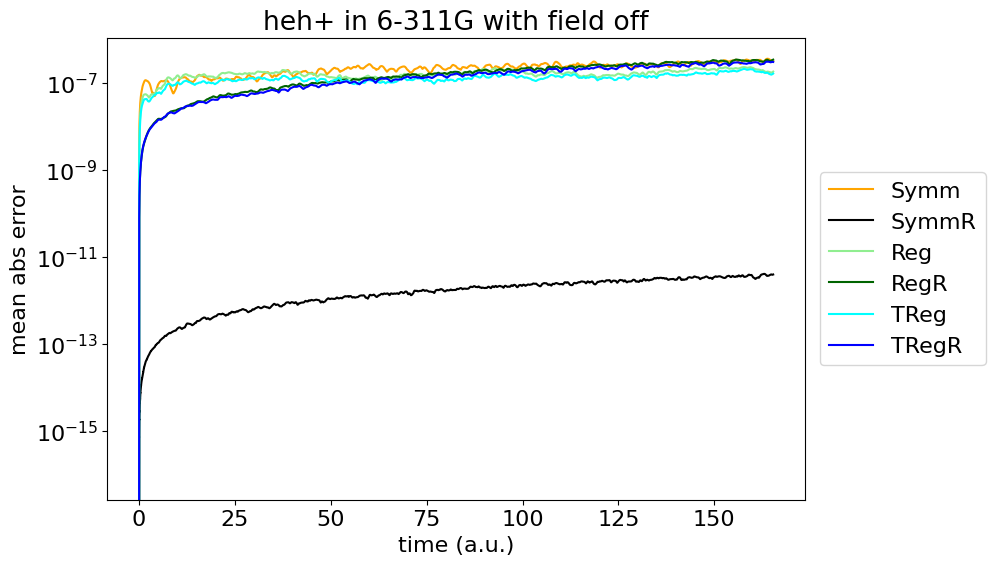 heh+ in 6-311G with field off
mean abs error
10⁻⁷
10⁻⁹
10⁻¹¹
10⁻¹³
10⁻¹⁵
0 25 50 75 100 125 150
time (a.u.)
Symm
SymmR
Reg
RegR
TReg
TRegR